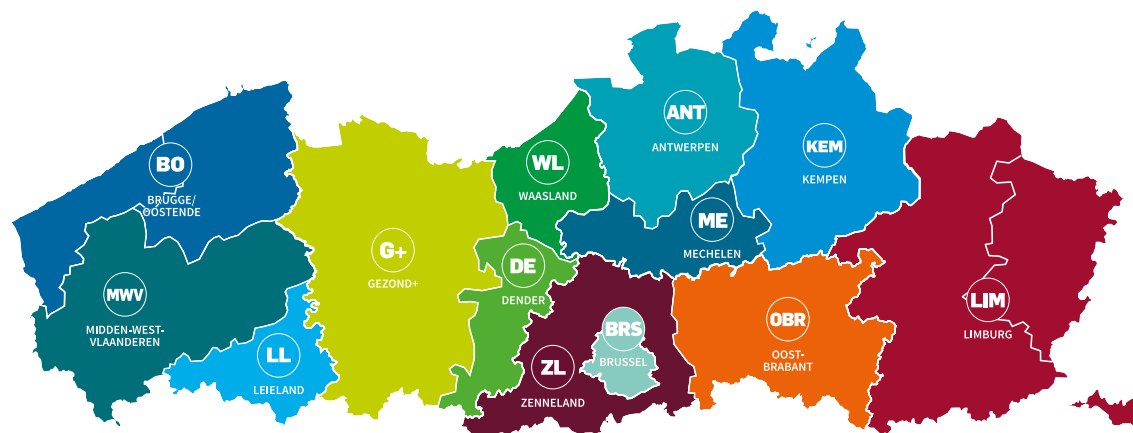 BO
BRUGGE/
OOSTENDE
MWV
MIDDEN-WEST-
VLAANDEREN
LL
LEIELAND
G+
GEZOND+
WL
WAASLAND
DE
DENDER
ANT
ANTWERPEN
ME
MECHELEN
KEM
KEMPEN
ZL
ZENNELAND
BRS
BRUSSEL
OBR
OOST-
BRABANT
LIM
LIMBURG